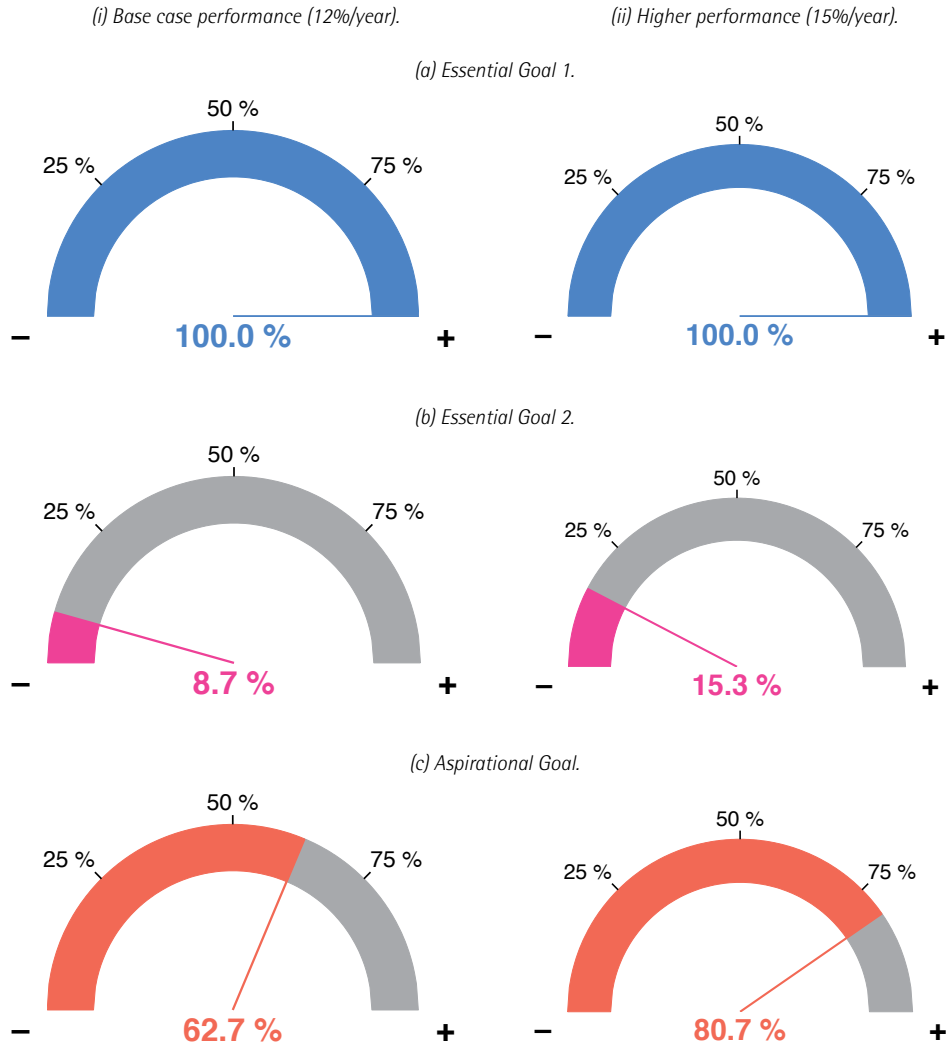 (i) Base case performance (12%/year).
(ii) Higher performance (15%/year).
(a) Essential Goal 1.
50 %
25 %
75 %
– 100.0 % +
50 %
25 %
75 %
– 100.0 % +
(b) Essential Goal 2.
50 %
25 %
75 %
– 8.7 % +
50 %
25 %
75 %
– 15.3 % +
(c) Aspirational Goal.
50 %
25 %
75 %
– 62.7 % +
50 %
25 %
75 %
– 80.7 % +